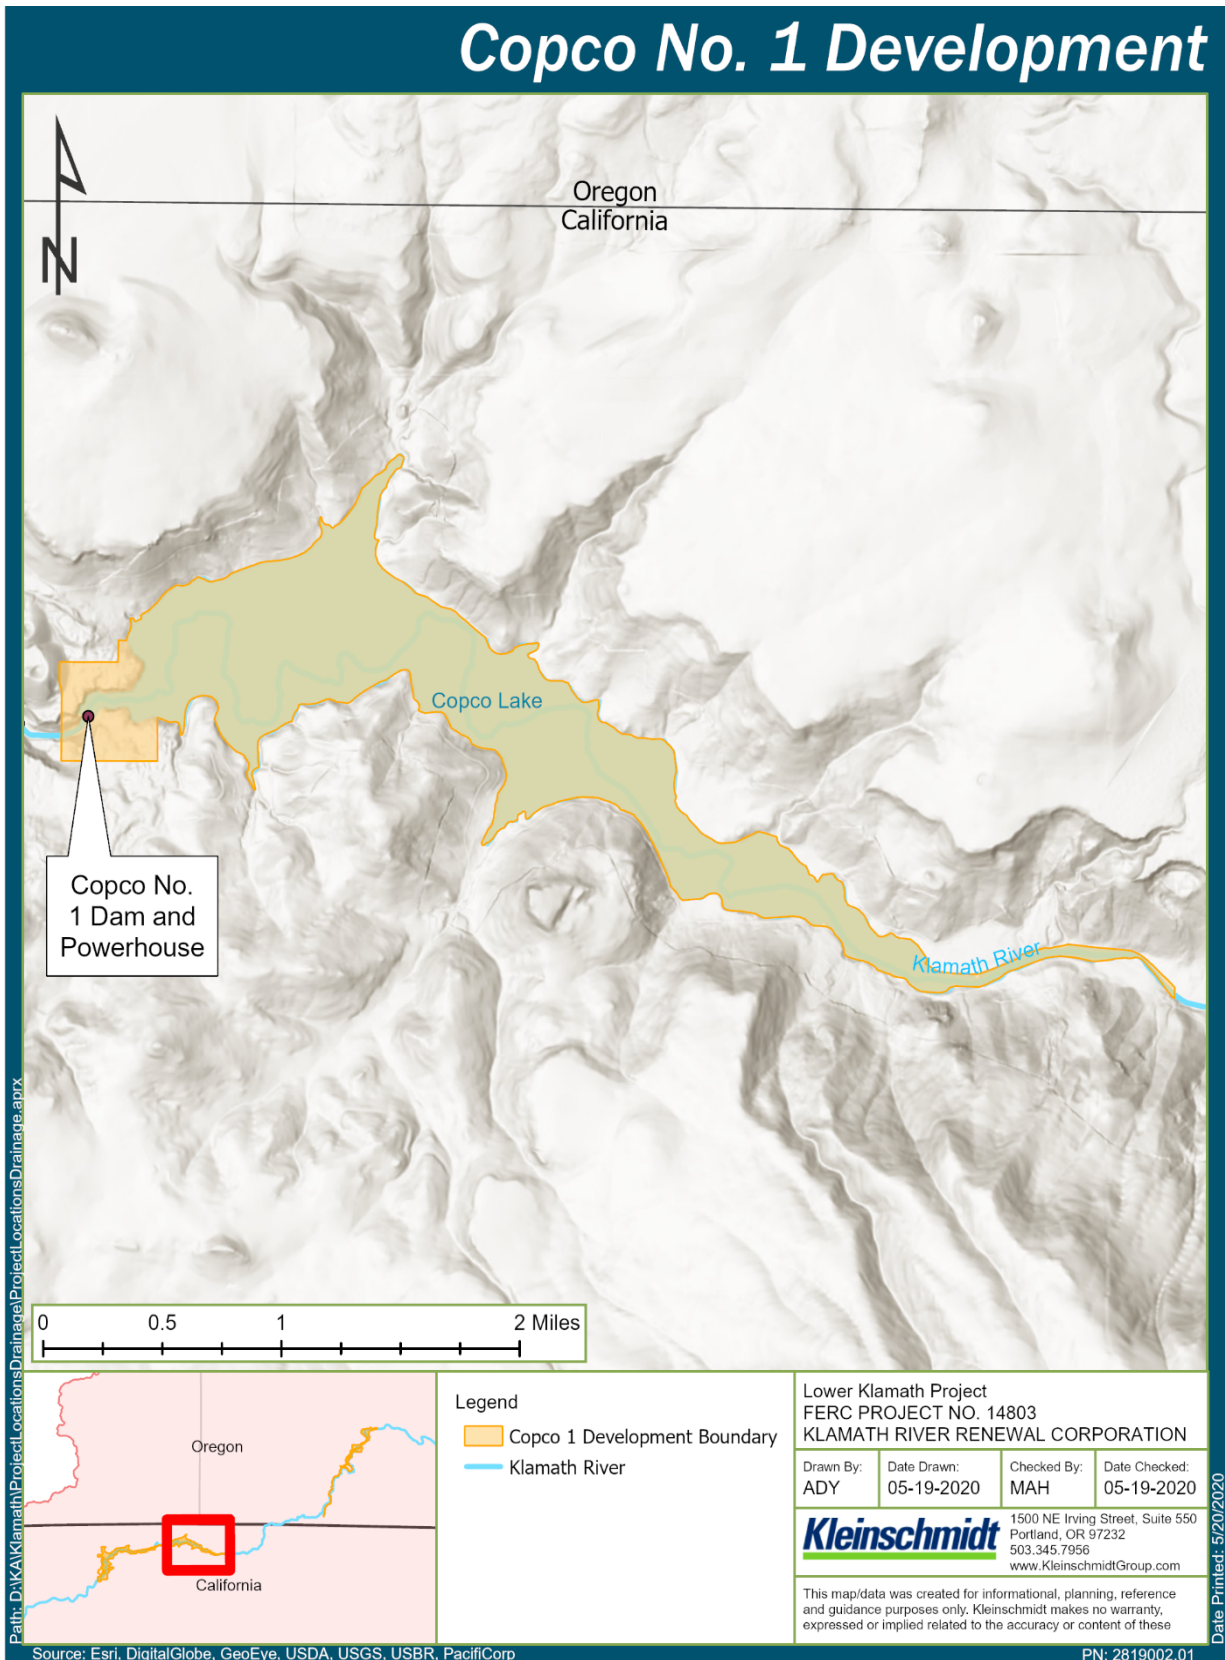 Copco No. 1 Development
N
Oregon
California
Copco Lake
Klamath River
Copco No.
1 Dam and
Powerhouse
0 0.5 1 2 Miles
Oregon
California
Legend
Copco 1 Development Boundary
Klamath River
Lower Klamath Project
FERC PROJECT NO. 14803
KLAMATH RIVER RENEWAL CORPORATION
Drawn By:
ADY
Date Drawn:
05-19-2020
Checked By:
MAH
Date Checked:
05-19-2020
Kleinschmidt
1500 NE Irving Street, Suite 550
Portland, OR 97232
503.345.7956
www.KleinschmidtGroup.com
This map/data was created for informational, planning, reference
and guidance purposes only. Kleinschmidt makes no warranty,
expressed or implied related to the accuracy or content of these
Path: D:\KA\Klamath\ProjectLocationsDrainage\ProjectLocationsDrainage.aprx
Date Printed: 5/20/2020
Source: Esri, DigitalGlobe, GeoEye, USDA, USGS, USBR, PacifiCorp
PN: 2819002.01